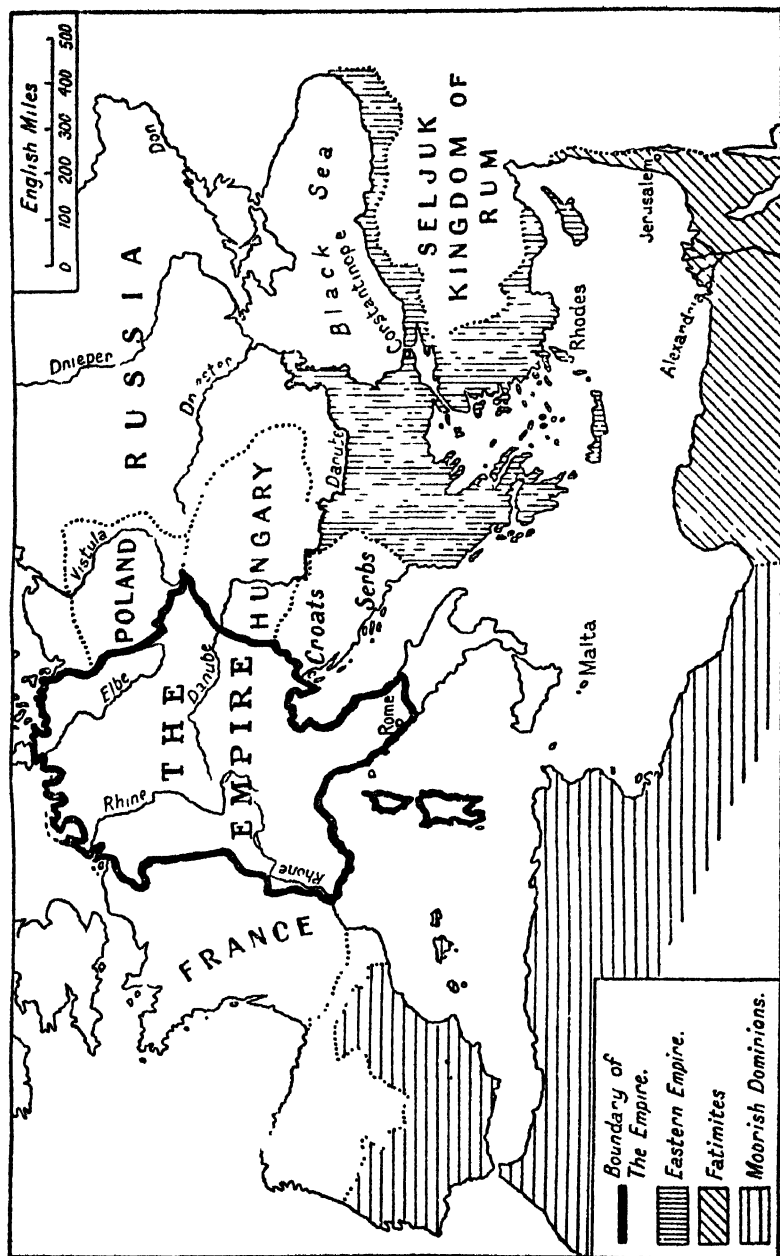 English Miles
0 100 200 300 400 500
RUSSIA
Don
Dnieper
Dniester
Vistula
POLAND
Elbe
Rhine
THE
EMPIRE
Danube
HUNGARY
Danube
Croats
Serbs
Black Sea
Constantinople
SELJUK
KINGDOM OF
RUM
FRANCE
Rhone
Rome
Malta
Rhodes
Jerusalem
Alexandria
Boundary of
The Empire.
Eastern Empire.
Fatimites
Moorish Dominions.